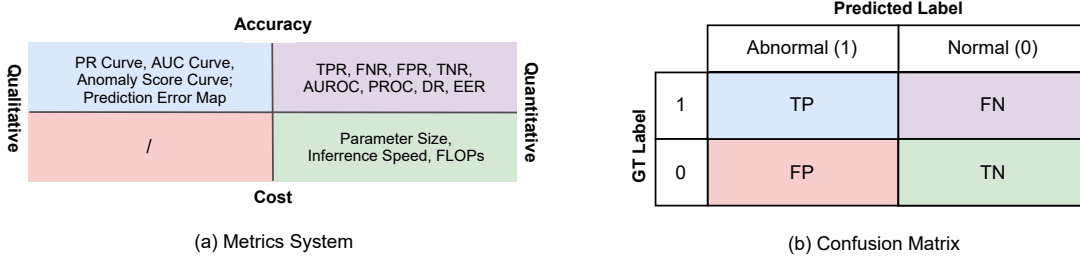 Accuracy
Qualitative
PR Curve, AUC Curve,
Anomaly Score Curve;
Prediction Error Map
TPR, FNR, FPR, TNR,
AUROC, PROC, DR, EER
Quantitative
/
Parameter Size,
Inferrence Speed, FLOPs
Cost
(a) Metrics System
Predicted Label
Abnormal (1)
Normal (0)
GT Label
1
TP
FN
0
FP
TN
(b) Confusion Matrix